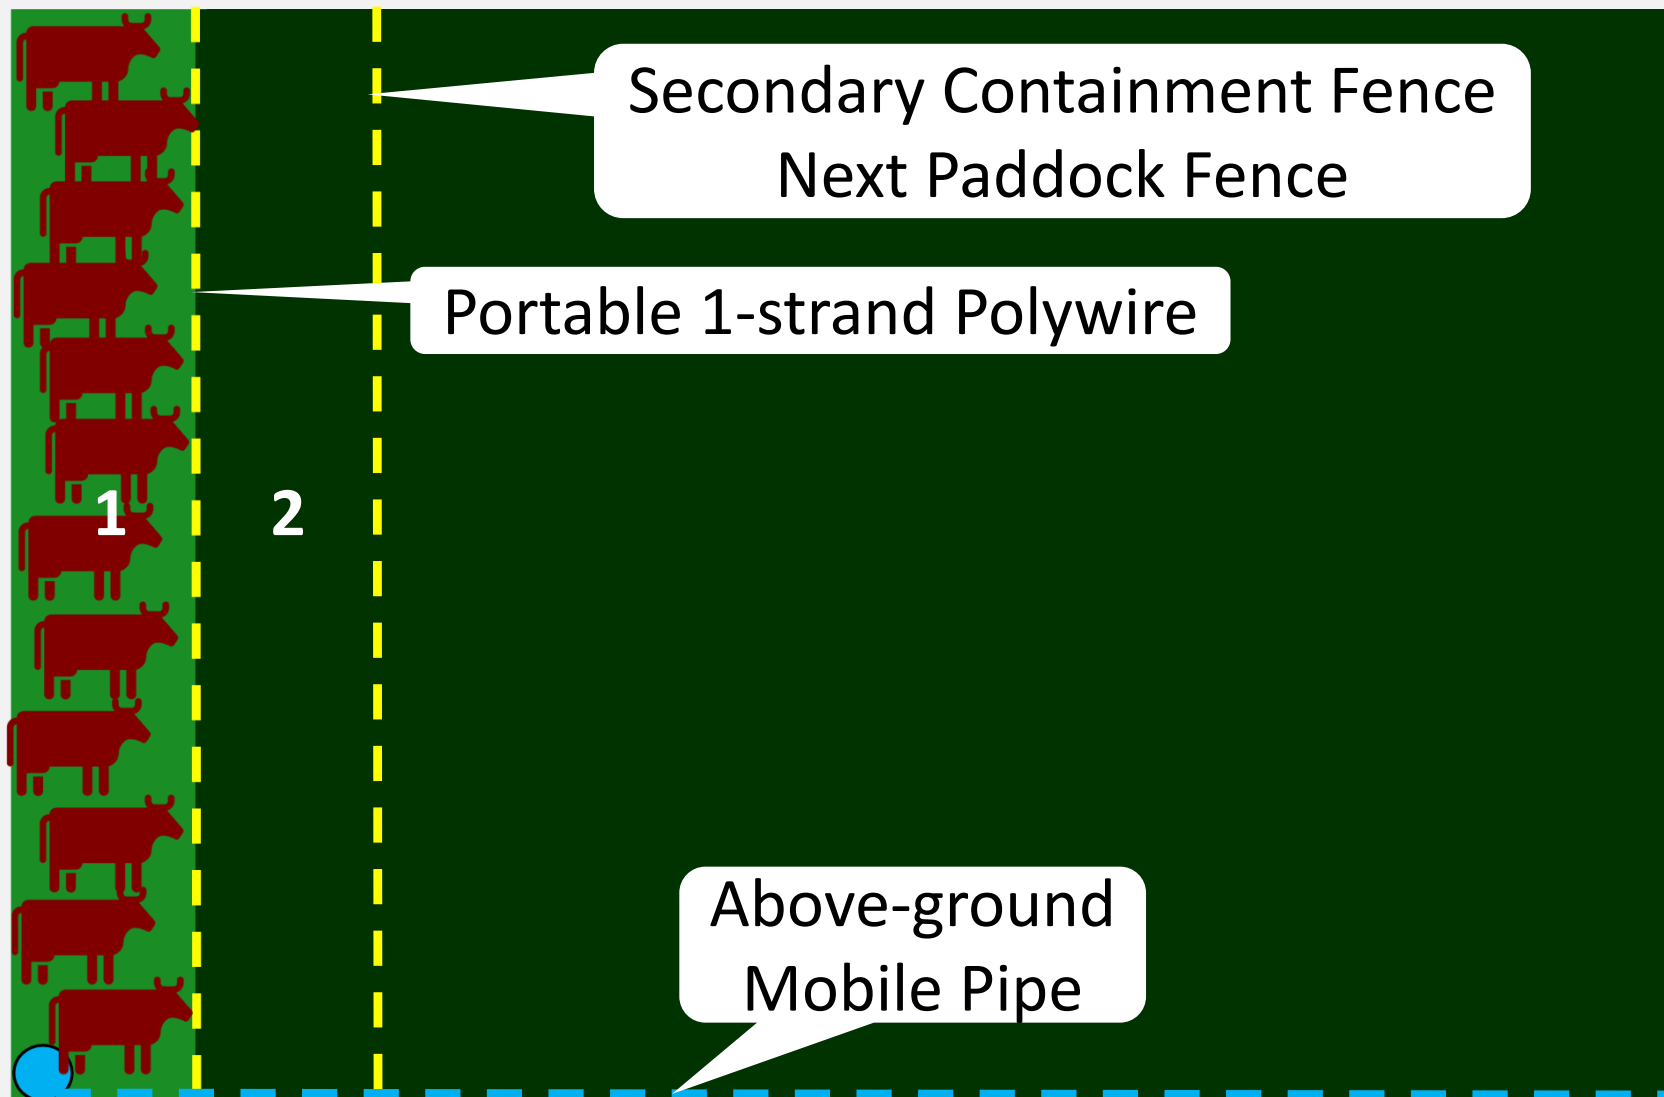 Secondary Containment Fence
Next Paddock Fence
Portable 1-strand Polywire
1
2
Above-ground
Mobile Pipe